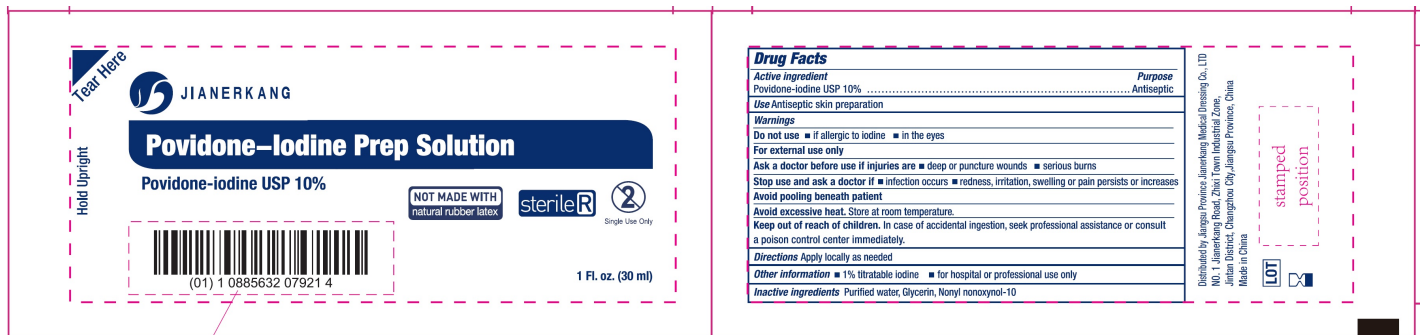 Tear Here
Hold Upright
JIANERKANG
Povidone–Iodine Prep Solution
Povidone-iodine USP 10%
NOT MADE WITH
natural rubber latex
sterile R
2
Single Use Only
(01) 1 0885632 07921 4
1 Fl. oz. (30 ml)
Drug Facts
Active ingredient Purpose
Povidone-iodine USP 10% ........................................................................ Antiseptic
Use Antiseptic skin preparation
Warnings
Do not use ■ if allergic to iodine ■ in the eyes
For external use only
Ask a doctor before use if injuries are ■ deep or puncture wounds ■ serious burns
Stop use and ask a doctor if ■ infection occurs ■ redness, irritation, swelling or pain persists or increases
Avoid pooling beneath patient
Avoid excessive heat. Store at room temperature.
Keep out of reach of children. In case of accidental ingestion, seek professional assistance or consult
a poison control center immediately.
Directions Apply locally as needed
Other information ■ 1% titratable iodine ■ for hospital or professional use only
Inactive ingredients Purified water, Glycerin, Nonyl nonoxynol-10
Distributed by Jiangsu Province Jianerkang Medical Dressing Co., LTD
NO. 1 Jianerkang Road, Zhixi Town Industrial Zone,
Jintan District, Changzhou City,Jiangsu Province, China
Made in China
LOT
stamped
position